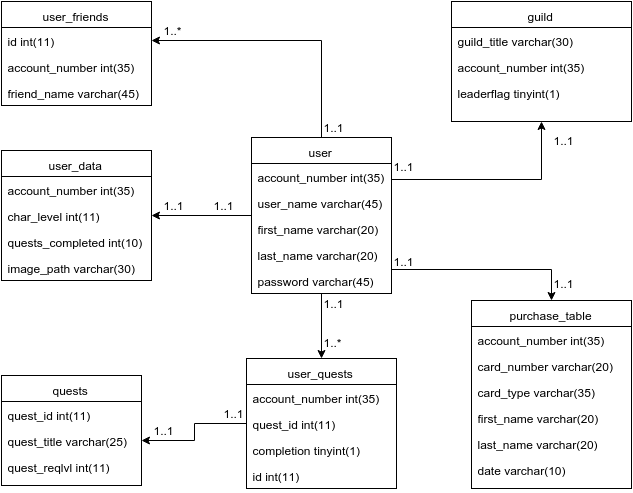 user_friends
id int(11)
account_number int(35)
friend_name varchar(45)
1..*
1..1
guild
guild_title varchar(30)
account_number int(35)
leaderflag tinyint(1)
1..1
1..1
user
account_number int(35)
user_name varchar(45)
first_name varchar(20)
last_name varchar(20)
password varchar(45)
user_data
account_number int(35)
char_level int(11)
quests_completed int(10)
image_path varchar(30)
1..1
1..1
1..1
1..1
purchase_table
account_number int(35)
card_number varchar(20)
card_type varchar(35)
first_name varchar(20)
last_name varchar(20)
date varchar(10)
1..1
1..*
user_quests
account_number int(35)
quest_id int(11)
completion tinyint(1)
id int(11)
quests
quest_id int(11)
quest_title varchar(25)
quest_reqlvl int(11)
1..1
1..1